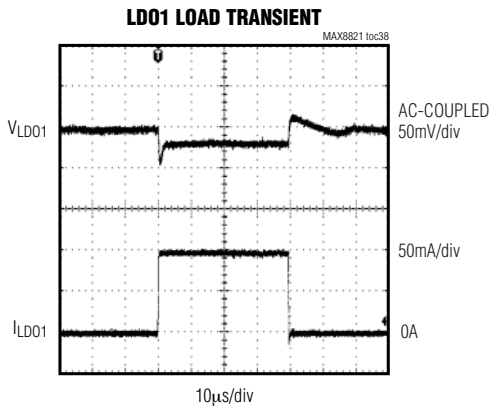 LDO1 LOAD TRANSIENT
MAX8821 toc38
T
VLDO1
AC-COUPLED
50mV/div
50mA/div
ILDO1
0A
10µs/div